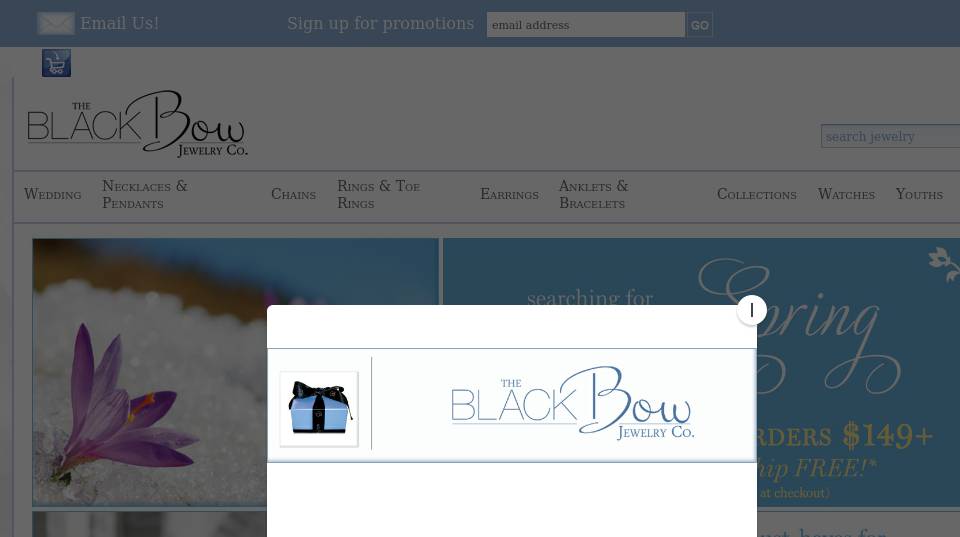 Email Us!
Sign up for promotions
email address
GO
THE
BLACK Bow
JEWELRY CO.
search jewelry
WEDDING
NECKLACES &
PENDANTS
CHAINS
RINGS & TOE
RINGS
EARRINGS
ANKLETS &
BRACELETS
COLLECTIONS
WATCHES
YOUTHS
searching for
Spring
RDERS $149+
hip FREE!*
at checkout)
THE
BLACK Bow
JEWELRY CO.